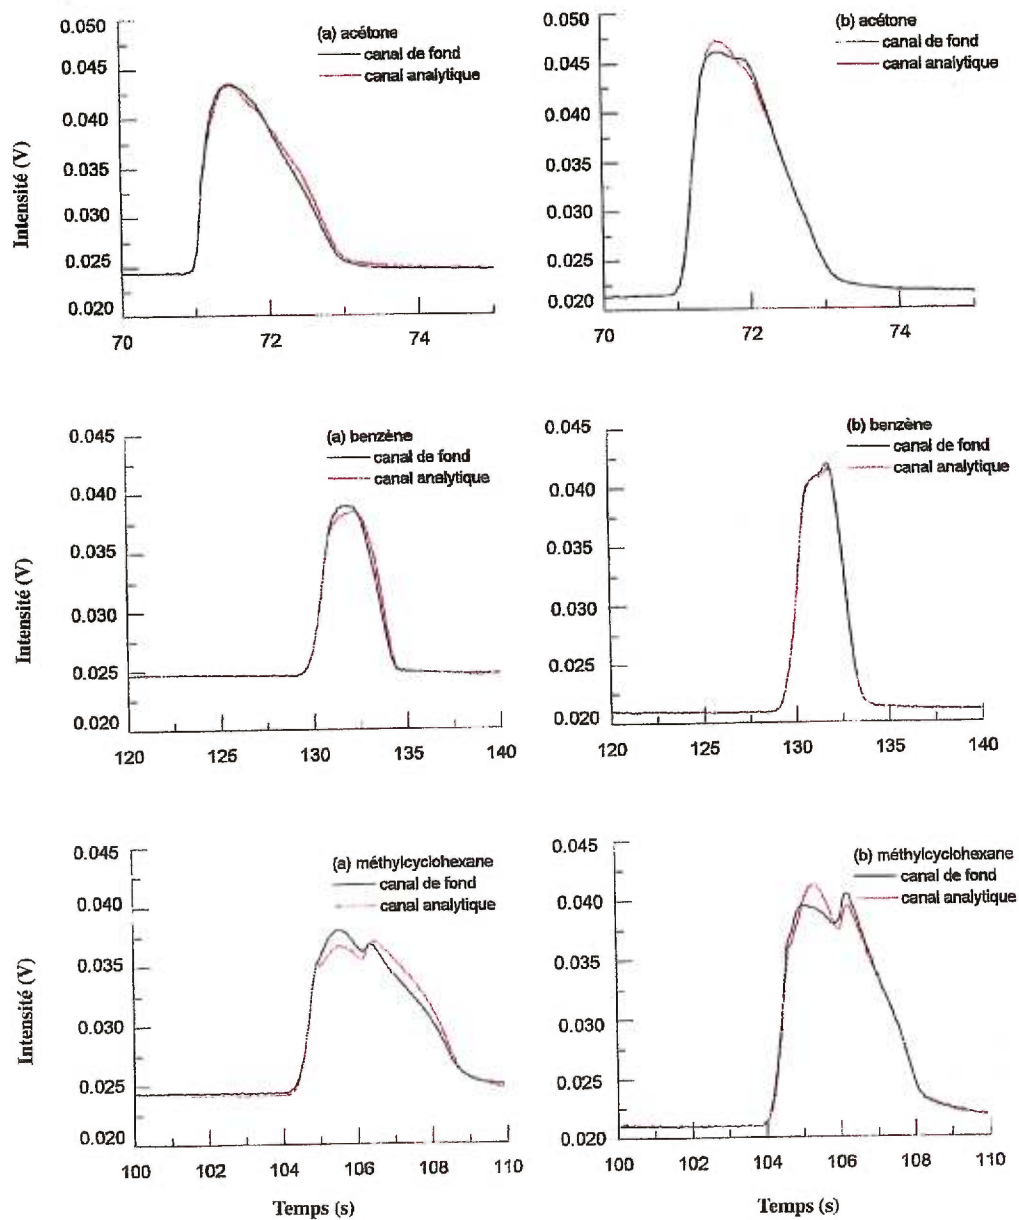 (a) acétone
canal de fond
canal analytique
0.050
0.045
0.040
0.035
0.030
0.025
0.020
70
72
74
Intensité (V)
(b) acétone
canal de fond
canal analytique
0.050
0.045
0.040
0.035
0.030
0.025
0.020
70
72
74
(a) benzène
canal de fond
canal analytique
0.045
0.040
0.035
0.030
0.025
0.020
120
125
130
135
140
Intensité (V)
(b) benzène
canal de fond
canal analytique
0.045
0.040
0.035
0.030
0.025
0.020
120
125
130
135
140
(a) méthylcyclohexane
canal de fond
canal analytique
0.045
0.040
0.035
0.030
0.025
0.020
100
102
104
106
108
110
Intensité (V)
Temps (s)
(b) méthylcyclohexane
canal de fond
canal analytique
0.045
0.040
0.035
0.030
0.025
0.020
100
102
104
106
108
110
Temps (s)